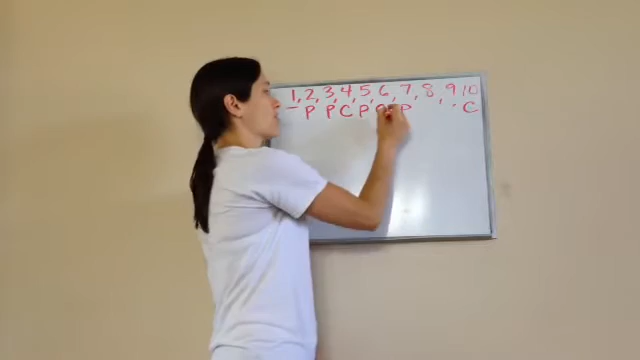 1, 2, 3, 4, 5, 6, 7, 8, 9, 10
— P P C P P C